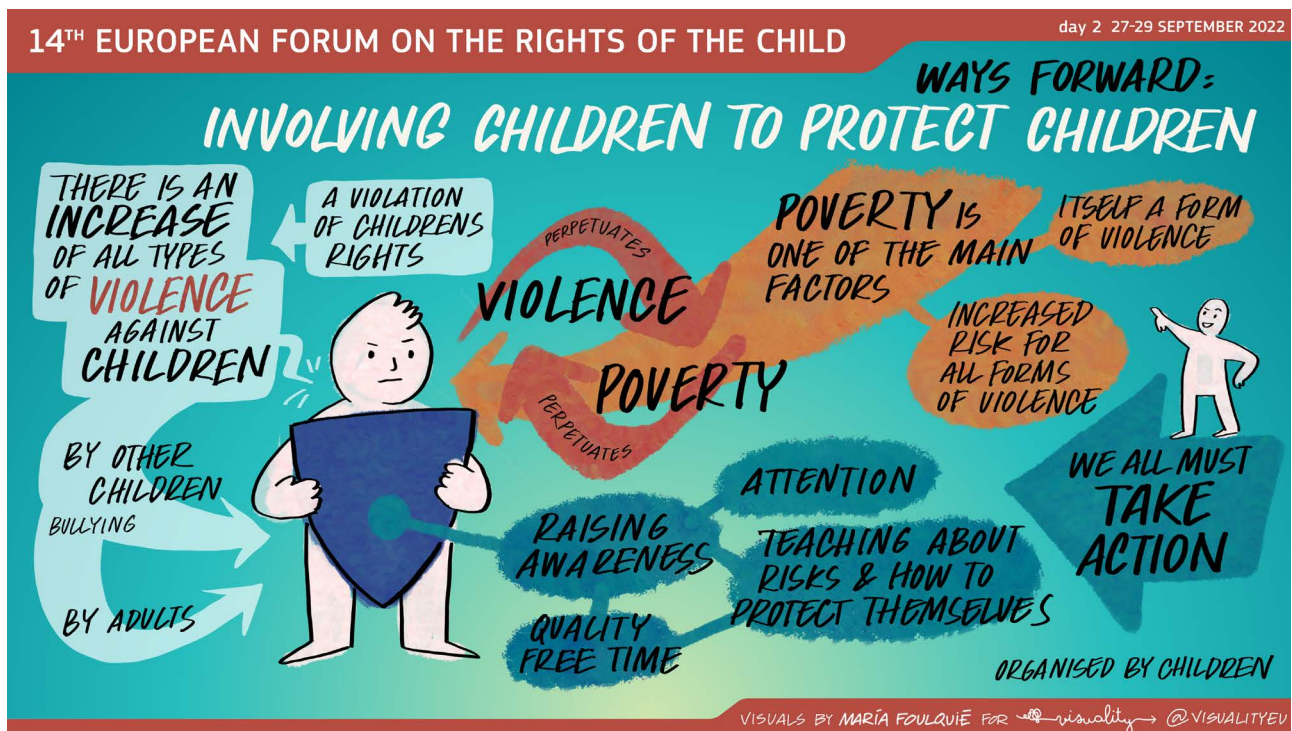 14TH EUROPEAN FORUM ON THE RIGHTS OF THE CHILD
day 2 27-29 SEPTEMBER 2022
WAYS FORWARD:
INVOLVING CHILDREN TO PROTECT CHILDREN
THERE IS AN
INCREASE
OF ALL TYPES
OF VIOLENCE
AGAINST
CHILDREN
A VIOLATION
OF CHILDRENS
RIGHTS
BY OTHER
CHILDREN
BULLYING
BY ADULTS
PERPETUATES
VIOLENCE
POVERTY
PERPETUATES
POVERTY IS
ONE OF THE MAIN
FACTORS
ITSELF A FORM
OF VIOLENCE
INCREASED
RISK FOR
ALL FORMS
OF VIOLENCE
RAISING
AWARENESS
ATTENTION
TEACHING ABOUT
RISKS & HOW TO
PROTECT THEMSELVES
QUALITY
FREE TIME
WE ALL MUST
TAKE
ACTION
ORGANISED BY CHILDREN
VISUALS BY MARÍA FOULQUIÉ FOR visuality @VISUALITYEU